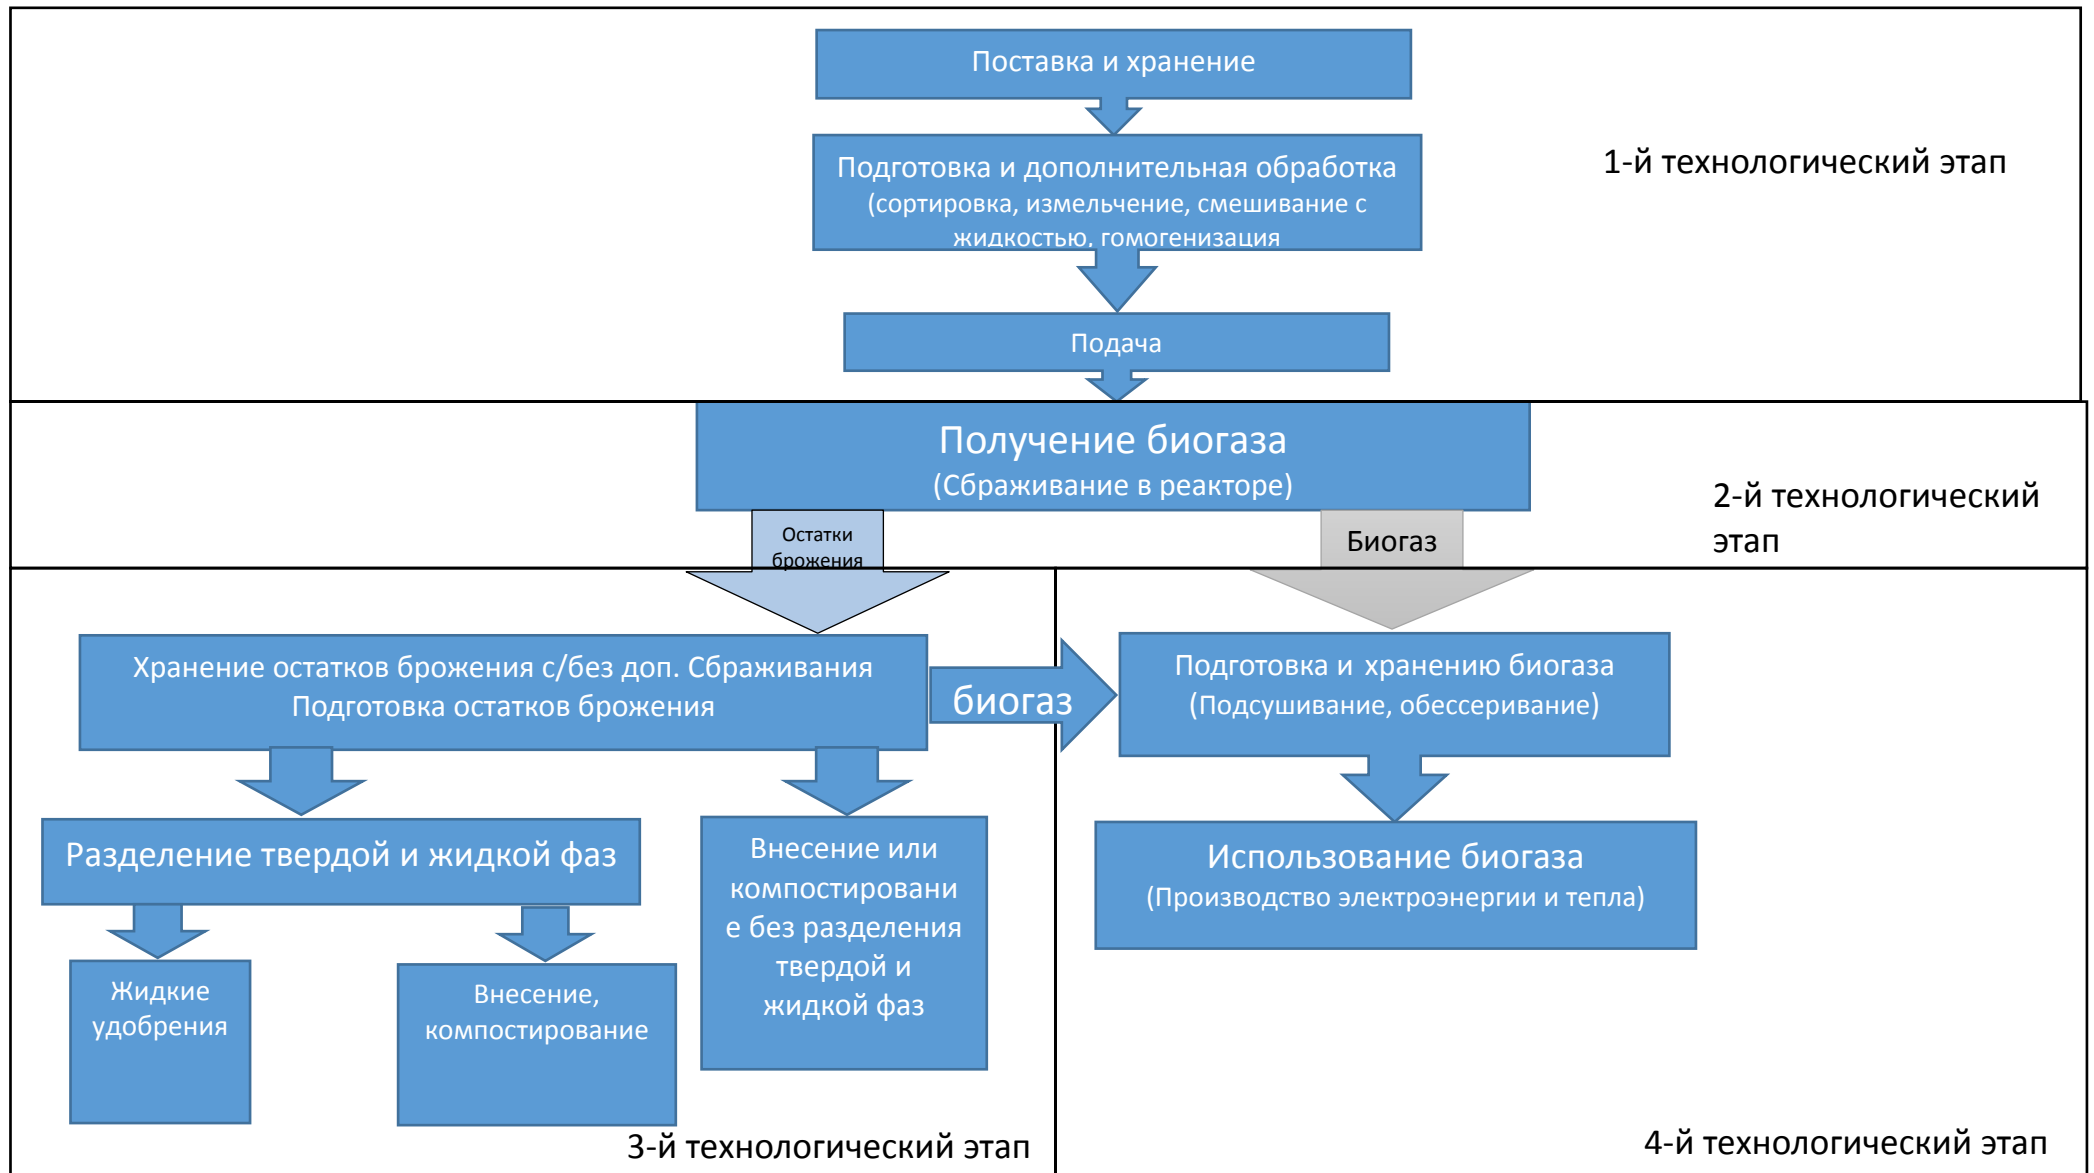 Поставка и хранение
Подготовка и дополнительная обработка
(сортировка, измельчение, смешивание с
жидкостью, гомогенизация
1-й технологический этап
Подача
Получение биогаза
(Сбраживание в реакторе)
2-й технологический
этап
Остатки
брожения
Биогаз
Хранение остатков брожения с/без доп. Сбраживания
Подготовка остатков брожения
биогаз
Подготовка и хранению биогаза
(Подсушивание, обессеривание)
Разделение твердой и жидкой фаз
Внесение или
компостировани
е без разделения
твердой и
жидкой фаз
Использование биогаза
(Производство электроэнергии и тепла)
Жидкие
удобрения
Внесение,
компостирование
3-й технологический этап
4-й технологический этап